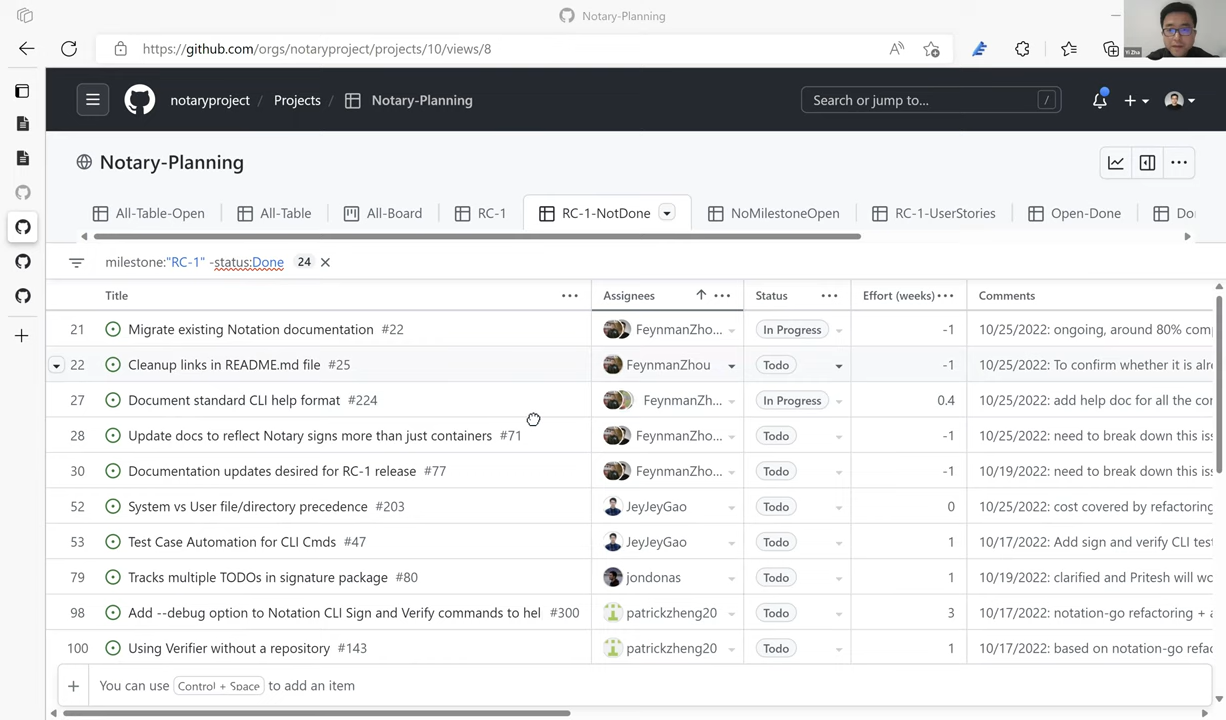 Notary-Planning
https://github.com/orgs/notaryproject/projects/10/views/8
Yi Zha
notaryproject / Projects / Notary-Planning
Search or jump to... /
Notary-Planning
All-Table-Open All-Table All-Board RC-1 RC-1-NotDone NoMilestoneOpen RC-1-UserStories Open-Done Do
milestone:"RC-1" -status:Done 24
Title Assignees Status Effort (weeks) Comments
21 Migrate existing Notation documentation #22 FeynmanZho... In Progress -1 10/25/2022: ongoing, around 80% comp
22 Cleanup links in README.md file #25 FeynmanZhou Todo -1 10/25/2022: To confirm whether it is alr
27 Document standard CLI help format #224 FeynmanZh... In Progress 0.4 10/25/2022: add help doc for all the cor
28 Update docs to reflect Notary signs more than just containers #71 FeynmanZho... Todo -1 10/25/2022: need to break down this iss
30 Documentation updates desired for RC-1 release #77 FeynmanZho... Todo -1 10/19/2022: need to break down this iss
52 System vs User file/directory precedence #203 JeyJeyGao Todo 0 10/25/2022: cost covered by refactoring
53 Test Case Automation for CLI Cmds #47 JeyJeyGao Todo 1 10/17/2022: Add sign and verify CLI test
79 Tracks multiple TODOs in signature package #80 jondonas Todo 1 10/19/2022: clarified and Pritesh will wo
98 Add --debug option to Notation CLI Sign and Verify commands to hel #300 patrickzheng20 Todo 3 10/17/2022: notation-go refactoring + a
100 Using Verifier without a repository #143 patrickzheng20 Todo 1 10/17/2022: based on notation-go refac
You can use Control + Space to add an item